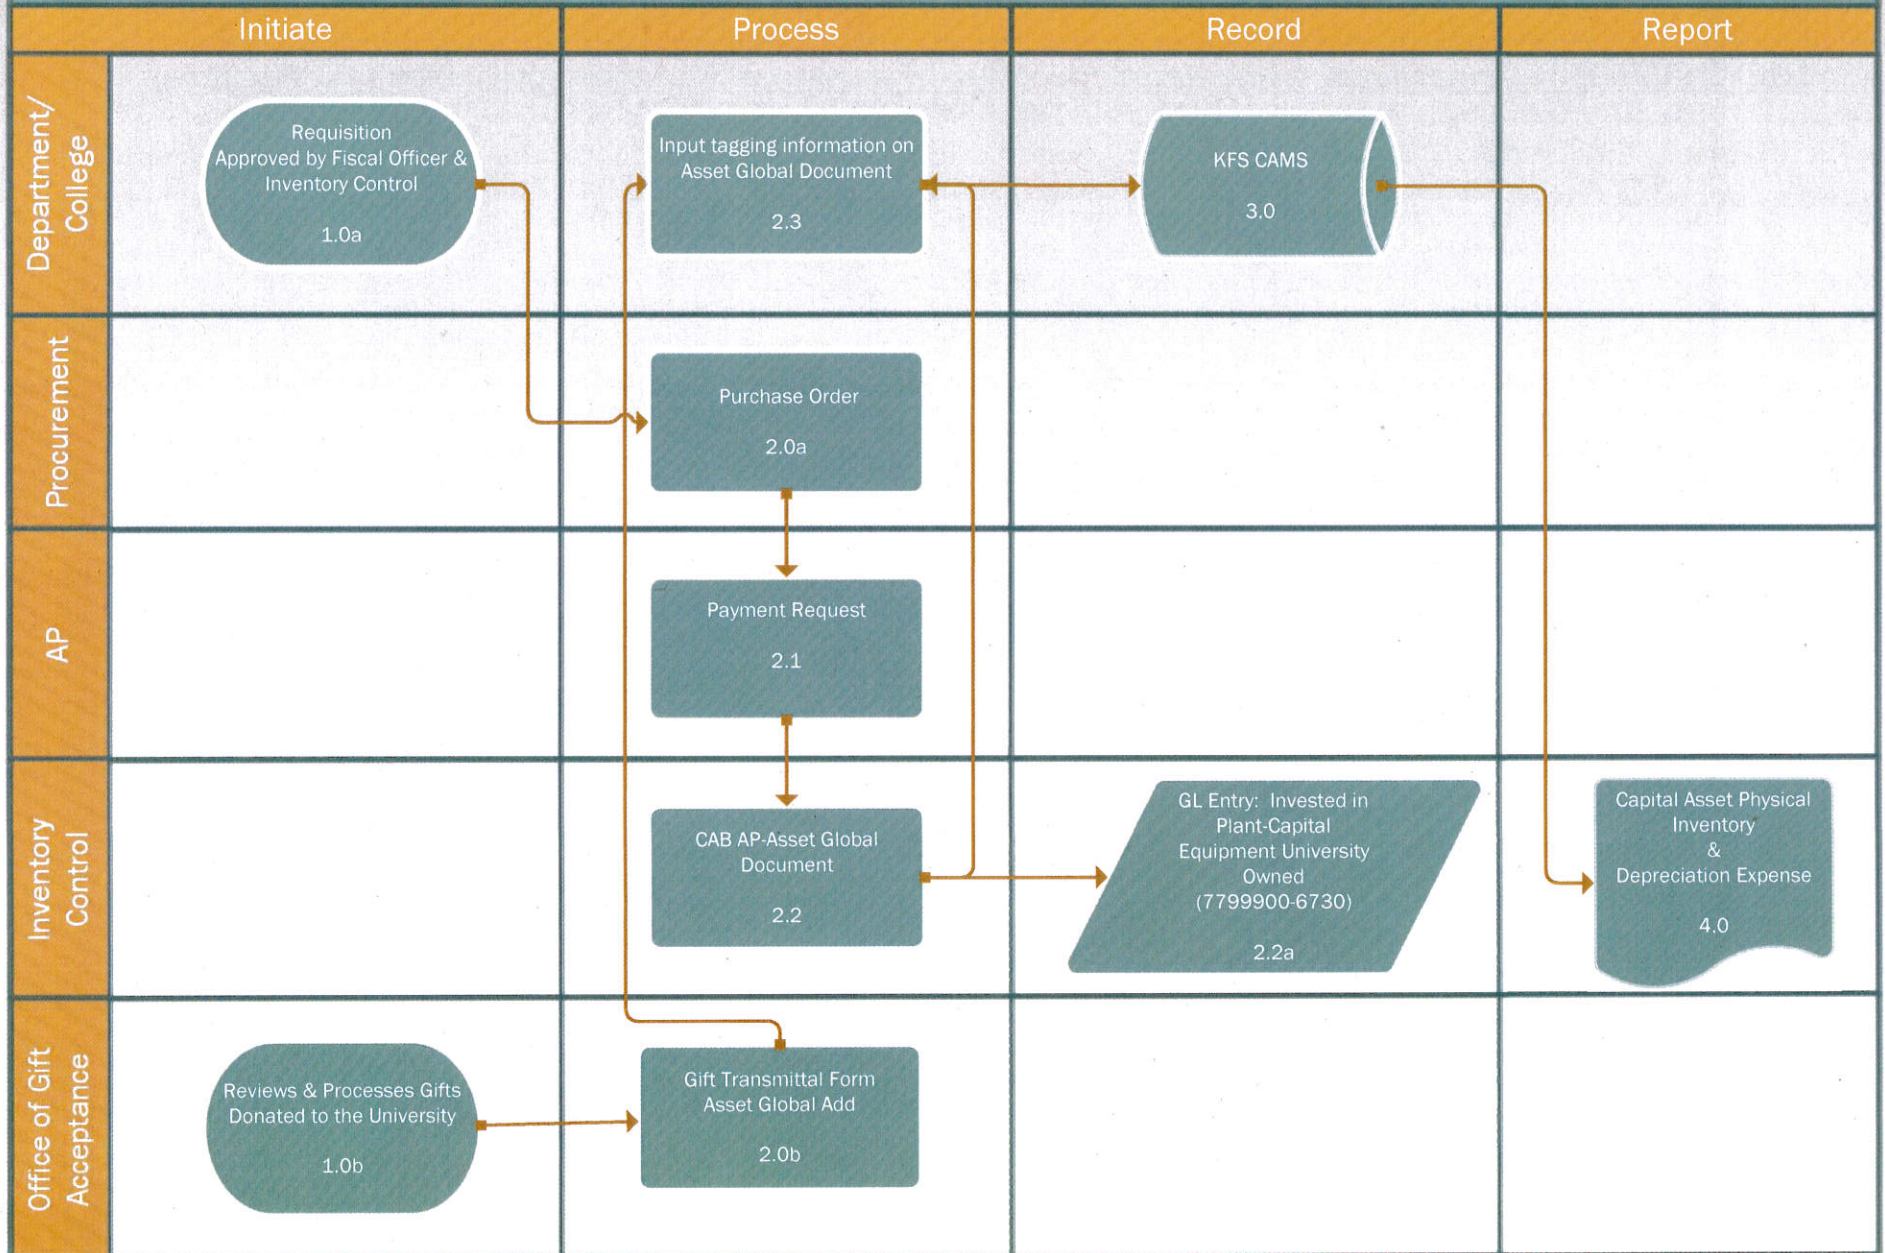 Initiate
Process
Record
Report
Department/
College
Requisition
Approved by Fiscal Officer &
Inventory Control
1.0a
Input tagging information on
Asset Global Document
2.3
KFS CAMS
3.0
Procurement
Purchase Order
2.0a
AP
Payment Request
2.1
Inventory
Control
CAB AP-Asset Global
Document
2.2
GL Entry: Invested in
Plant-Capital
Equipment University
Owned
(7799900-6730)
2.2a
Capital Asset Physical
Inventory
&
Depreciation Expense
4.0
Office of Gift
Acceptance
Reviews & Processes Gifts
Donated to the University
1.0b
Gift Transmittal Form
Asset Global Add
2.0b